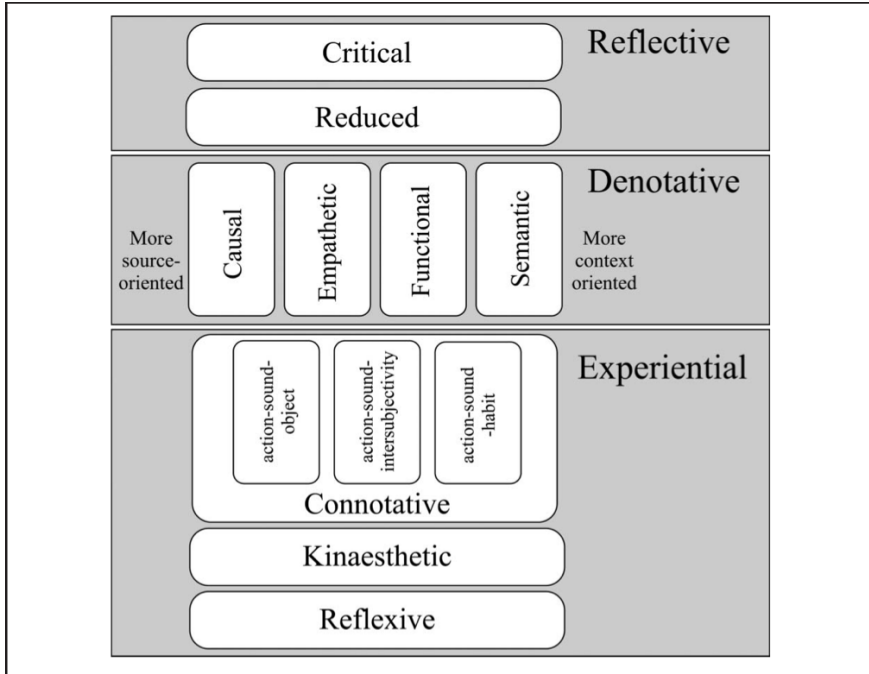 Reflective
Critical
Reduced
Denotative
More
source-
oriented
Causal
Empathetic
Functional
Semantic
More
context
oriented
Experiential
action-sound-
object
action-sound-
intersubjectivity
action-sound
-habit
Connotative
Kinaesthetic
Reflexive